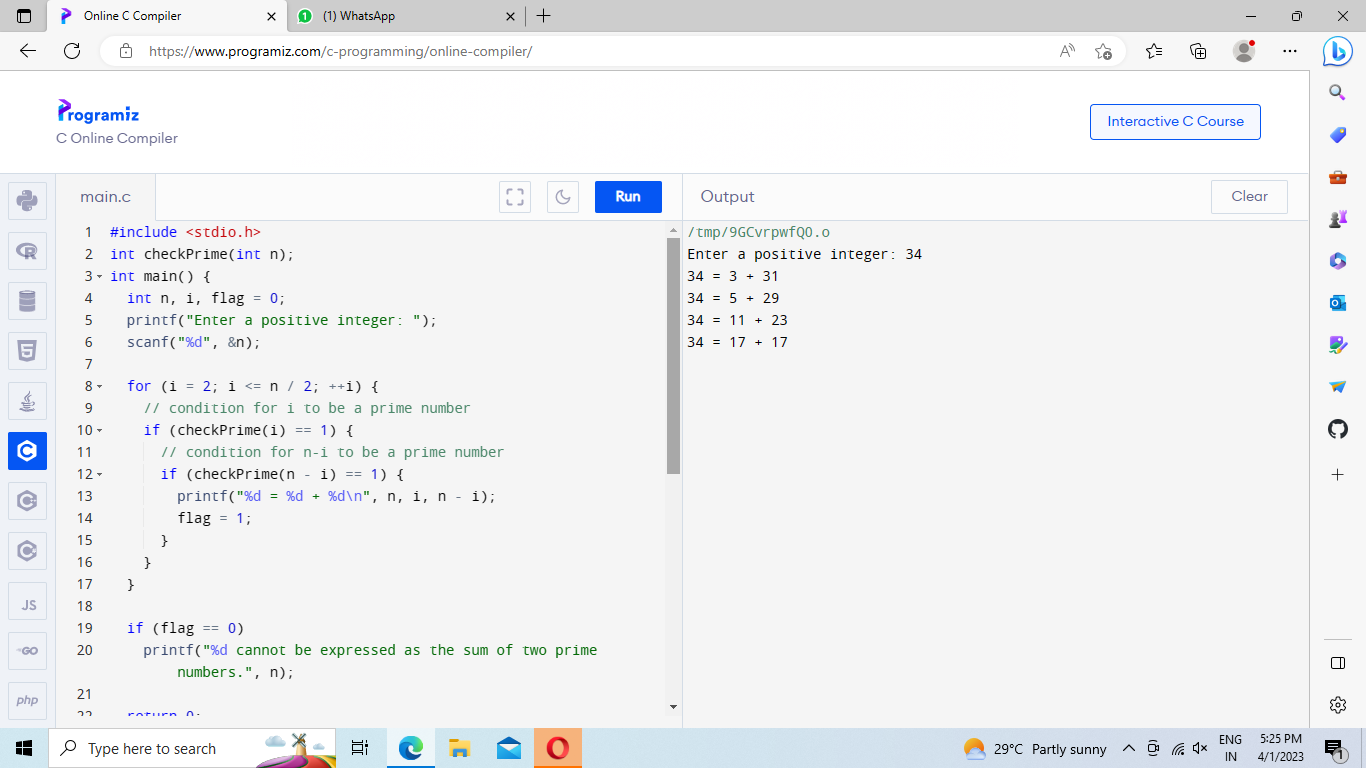 Online C Compiler
(1) WhatsApp
https://www.programiz.com/c-programming/online-compiler/
Programiz
C Online Compiler
Interactive C Course
main.c
Run
Output
Clear
1 #include <stdio.h>
2 int checkPrime(int n);
3 int main() {
4 int n, i, flag = 0;
5 printf("Enter a positive integer: ");
6 scanf("%d", &n);
7
8 for (i = 2; i <= n / 2; ++i) {
9 // condition for i to be a prime number
10 if (checkPrime(i) == 1) {
11 // condition for n-i to be a prime number
12 if (checkPrime(n - i) == 1) {
13 printf("%d = %d + %d\n", n, i, n - i);
14 flag = 1;
15 }
16 }
17 }
18
19 if (flag == 0)
20 printf("%d cannot be expressed as the sum of two prime
numbers.", n);
21
22 return 0;
/tmp/9GCvrpwfQO.o
Enter a positive integer: 34
34 = 3 + 31
34 = 5 + 29
34 = 11 + 23
34 = 17 + 17
JS
GO
php
Type here to search
29°C Partly sunny
ENG
IN
5:25 PM
4/1/2023
1